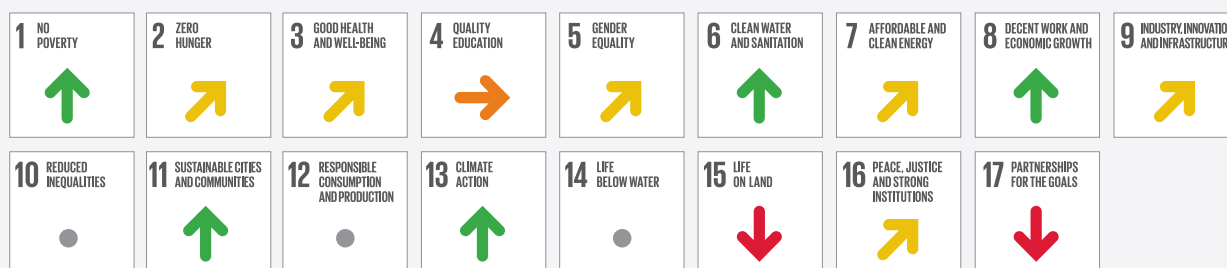 1 NO
POVERTY
2 ZERO
HUNGER
3 GOOD HEALTH
AND WELL-BEING
4 QUALITY
EDUCATION
5 GENDER
EQUALITY
6 CLEAN WATER
AND SANITATION
7 AFFORDABLE AND
CLEAN ENERGY
8 DECENT WORK AND
ECONOMIC GROWTH
9 INDUSTRY, INNOVATIO
AND INFRASTRUCTUR
10 REDUCED
INEQUALITIES
11 SUSTAINABLE CITIES
AND COMMUNITIES
12 RESPONSIBLE
CONSUMPTION
AND PRODUCTION
13 CLIMATE
ACTION
14 LIFE
BELOW WATER
15 LIFE
ON LAND
16 PEACE, JUSTICE
AND STRONG
INSTITUTIONS
17 PARTNERSHIPS
FOR THE GOALS